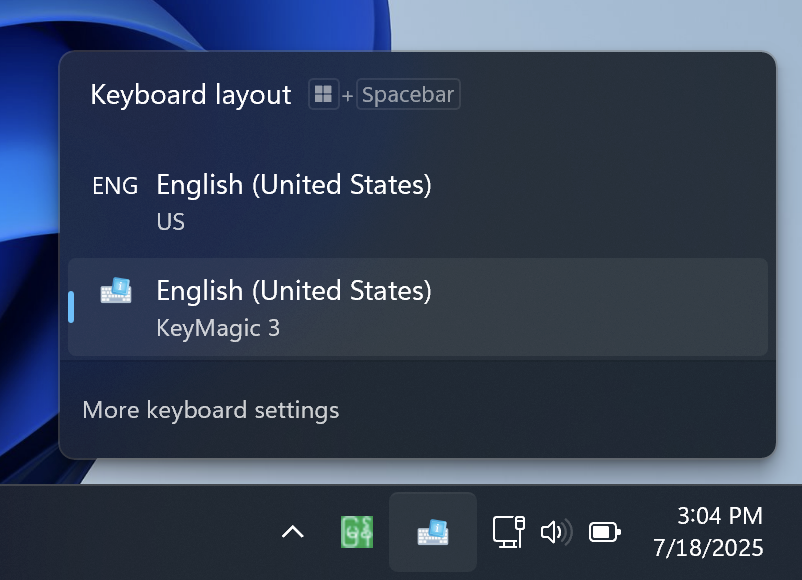 Keyboard layout + Spacebar
ENG English (United States)
US
English (United States)
KeyMagic 3
More keyboard settings
3:04 PM
7/18/2025